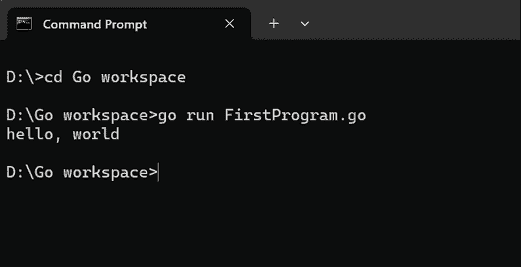 Command Prompt
D:\>cd Go workspace
D:\Go workspace>go run FirstProgram.go
hello, world
D:\Go workspace>